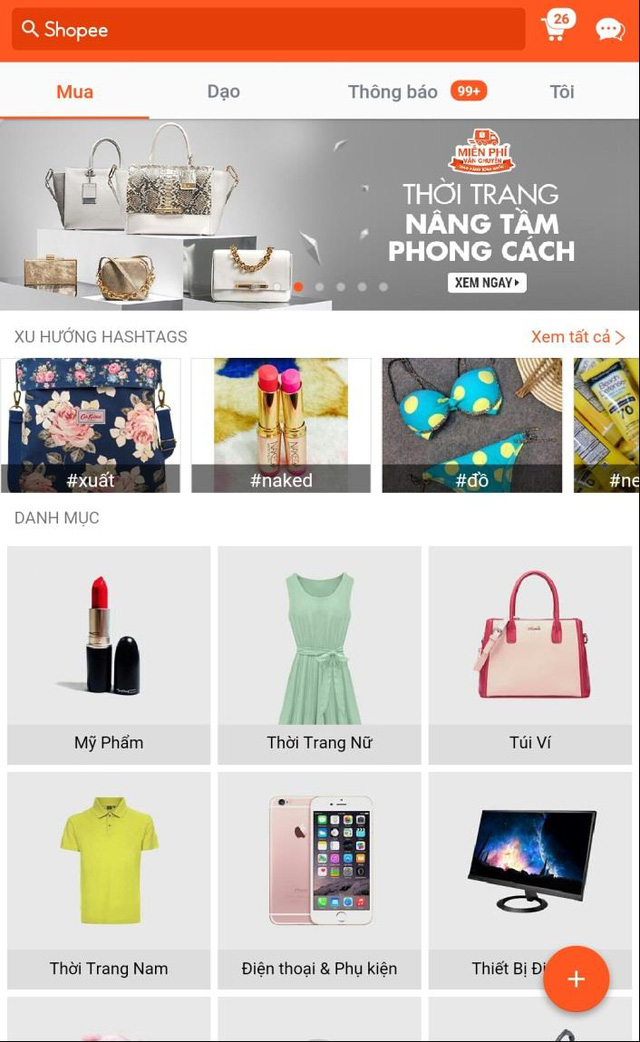 Shopee
26
Mua
Dạo
Thông báo
99+
Tôi
MIỄN PHÍ
VẬN CHUYỂN
THỜI TRANG
NÂNG TẦM
PHONG CÁCH
XEM NGAY
XU HƯỚNG HASHTAGS
Xem tất cả
#xuất
#naked
#đồ
#ne
DANH MỤC
Mỹ Phẩm
Thời Trang Nữ
Túi Ví
Thời Trang Nam
Điện thoại & Phụ kiện
Thiết Bị